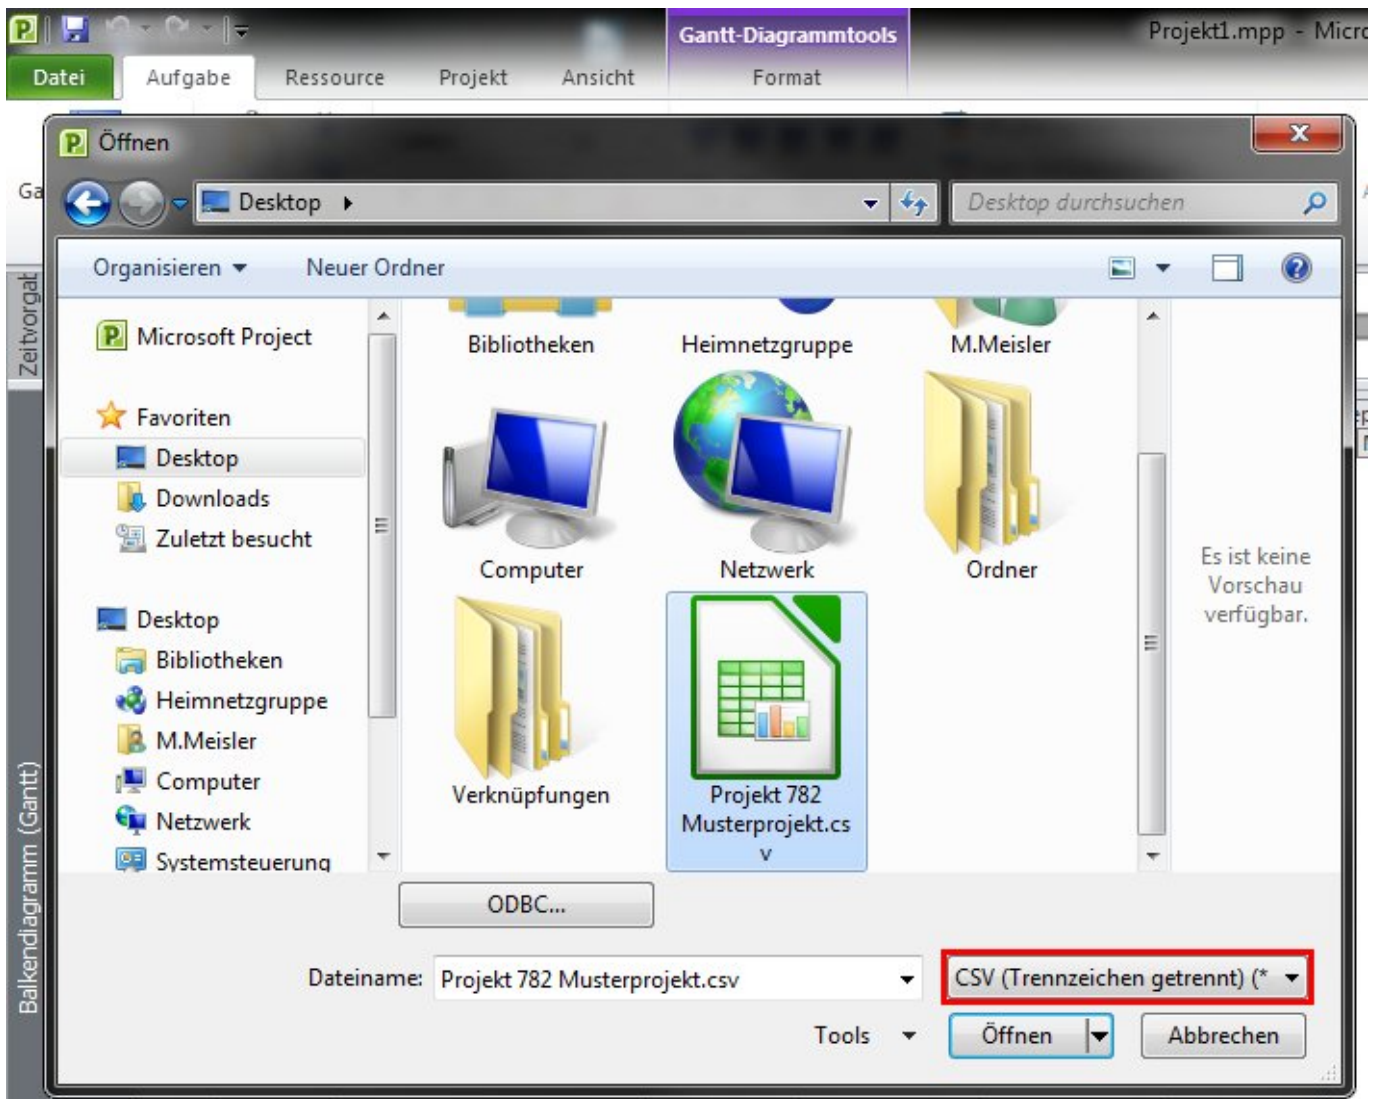 Gantt-Diagrammtools
Projekt1.mpp - Micro
Datei Aufgabe Ressource Projekt Ansicht Format
Öffnen
Desktop
Desktop durchsuchen
Organisieren Neuer Ordner
Microsoft Project
Favoriten
Desktop
Downloads
Zuletzt besucht
Desktop
Bibliotheken
Heimnetzgruppe
M.Meisler
Computer
Netzwerk
Systemsteuerung
Bibliotheken Heimnetzgruppe M.Meisler
Computer Netzwerk Ordner
Verknüpfungen
Projekt 782
Musterprojekt.cs
v
Es ist keine
Vorschau
verfügbar.
ODBC...
Dateiname: Projekt 782 Musterprojekt.csv
CSV (Trennzeichen getrennt) (*
Tools Öffnen Abbrechen
Zeitvorgab
Balkendiagramm (Gantt)